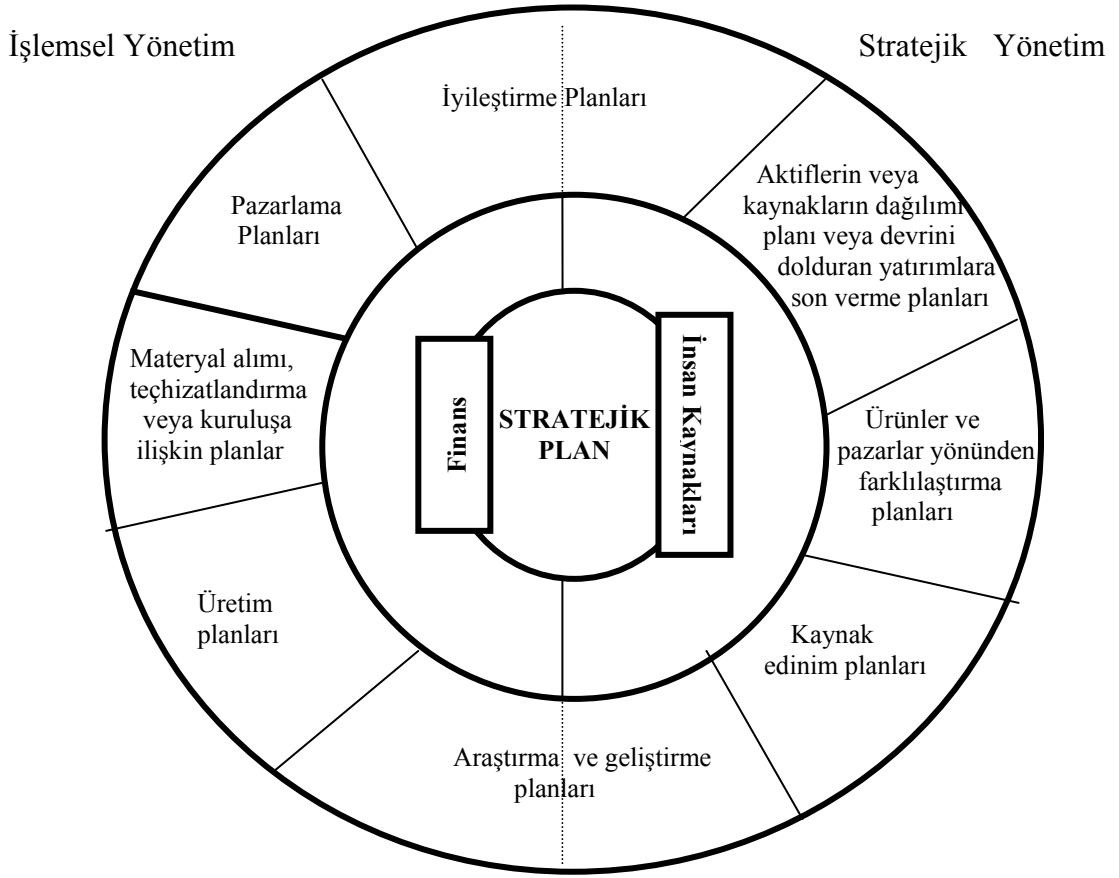 İşlemsel Yönetim
Stratejik Yönetim
İyileştirme Planları
Aktiflerin veya
kaynakların dağılımı
planı veya devrini
dolduran yatırımlara
son verme planları
Pazarlama
Planları
Materyal alımı,
teçhizatlandırma
veya kuruluşa
ilişkin planlar
Finans
STRATEJİK
PLAN
İnsan Kaynakları
Ürünler ve
pazarlar yönünden
farklılaştırma
planları
Üretim
planları
Kaynak
edinim planları
Araştırma ve geliştirme
planları